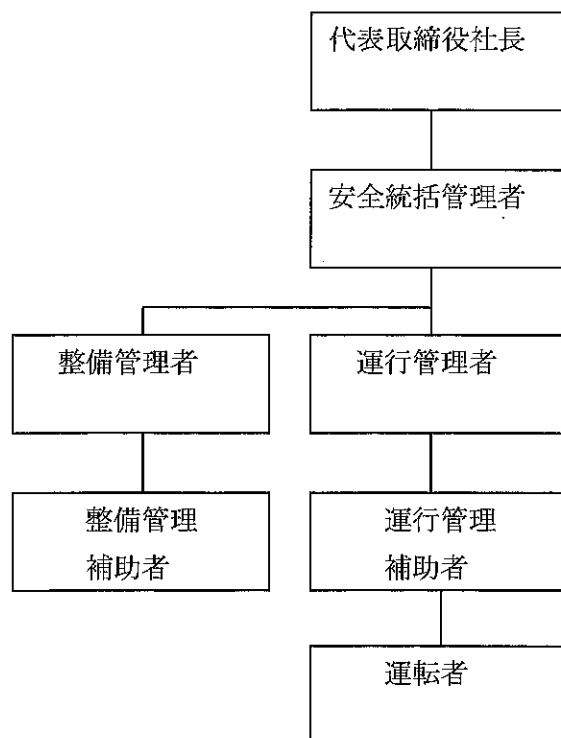 代表取締役社長
安全統括管理者
整備管理者
運行管理者
整備管理
補助者
運行管理
補助者
運転者